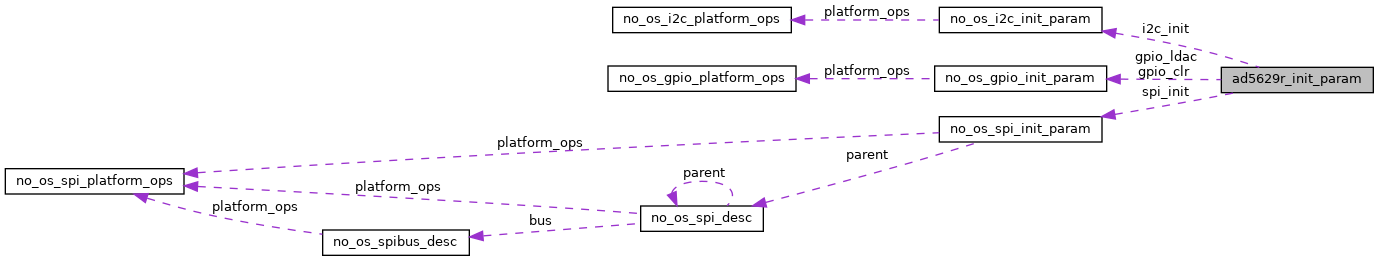 no_os_i2c_platform_ops
platform_ops
no_os_i2c_init_param
i2c_init
no_os_gpio_platform_ops
platform_ops
no_os_gpio_init_param
gpio_ldac
gpio_clr
ad5629r_init_param
spi_init
no_os_spi_init_param
platform_ops
parent
no_os_spi_platform_ops
platform_ops
parent
platform_ops
bus
no_os_spi_desc
no_os_spibus_desc